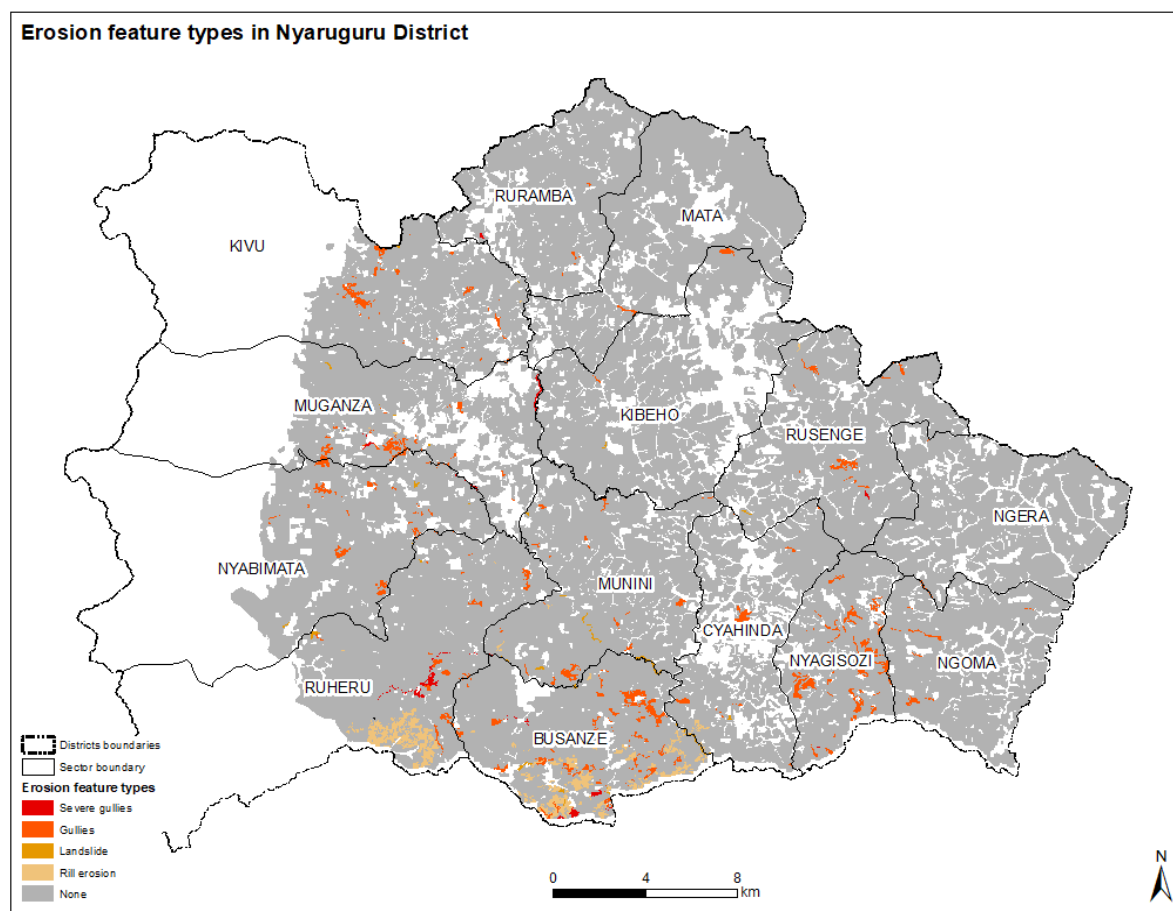 Erosion feature types in Nyaruguru District
RURAMBA
MATA
KIVU
MUGANZA
KIBEHO
RUSENGE
NGERA
NYABIMATA
MUNINI
CYAHINDA
NYAGISOZI
NGOMA
RUHERU
BUSANZE
Districts boundaries
Sector boundary
Erosion feature types
Severe gullies
Gullies
Landslide
Rill erosion
None
0 4 8
km
N